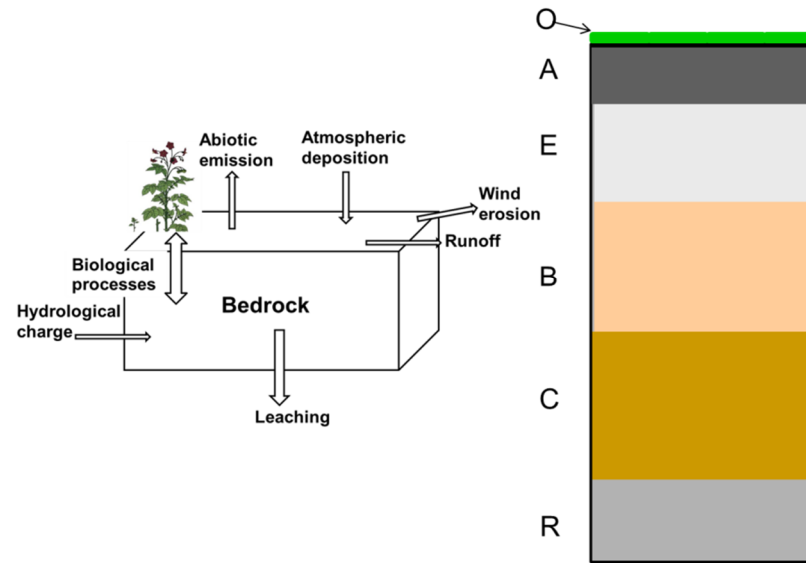 Abiotic
emission
Atmospheric
deposition
Wind
erosion
Runoff
Biological
processes
Bedrock
Hydrological
charge
Leaching
O
A
E
B
C
R